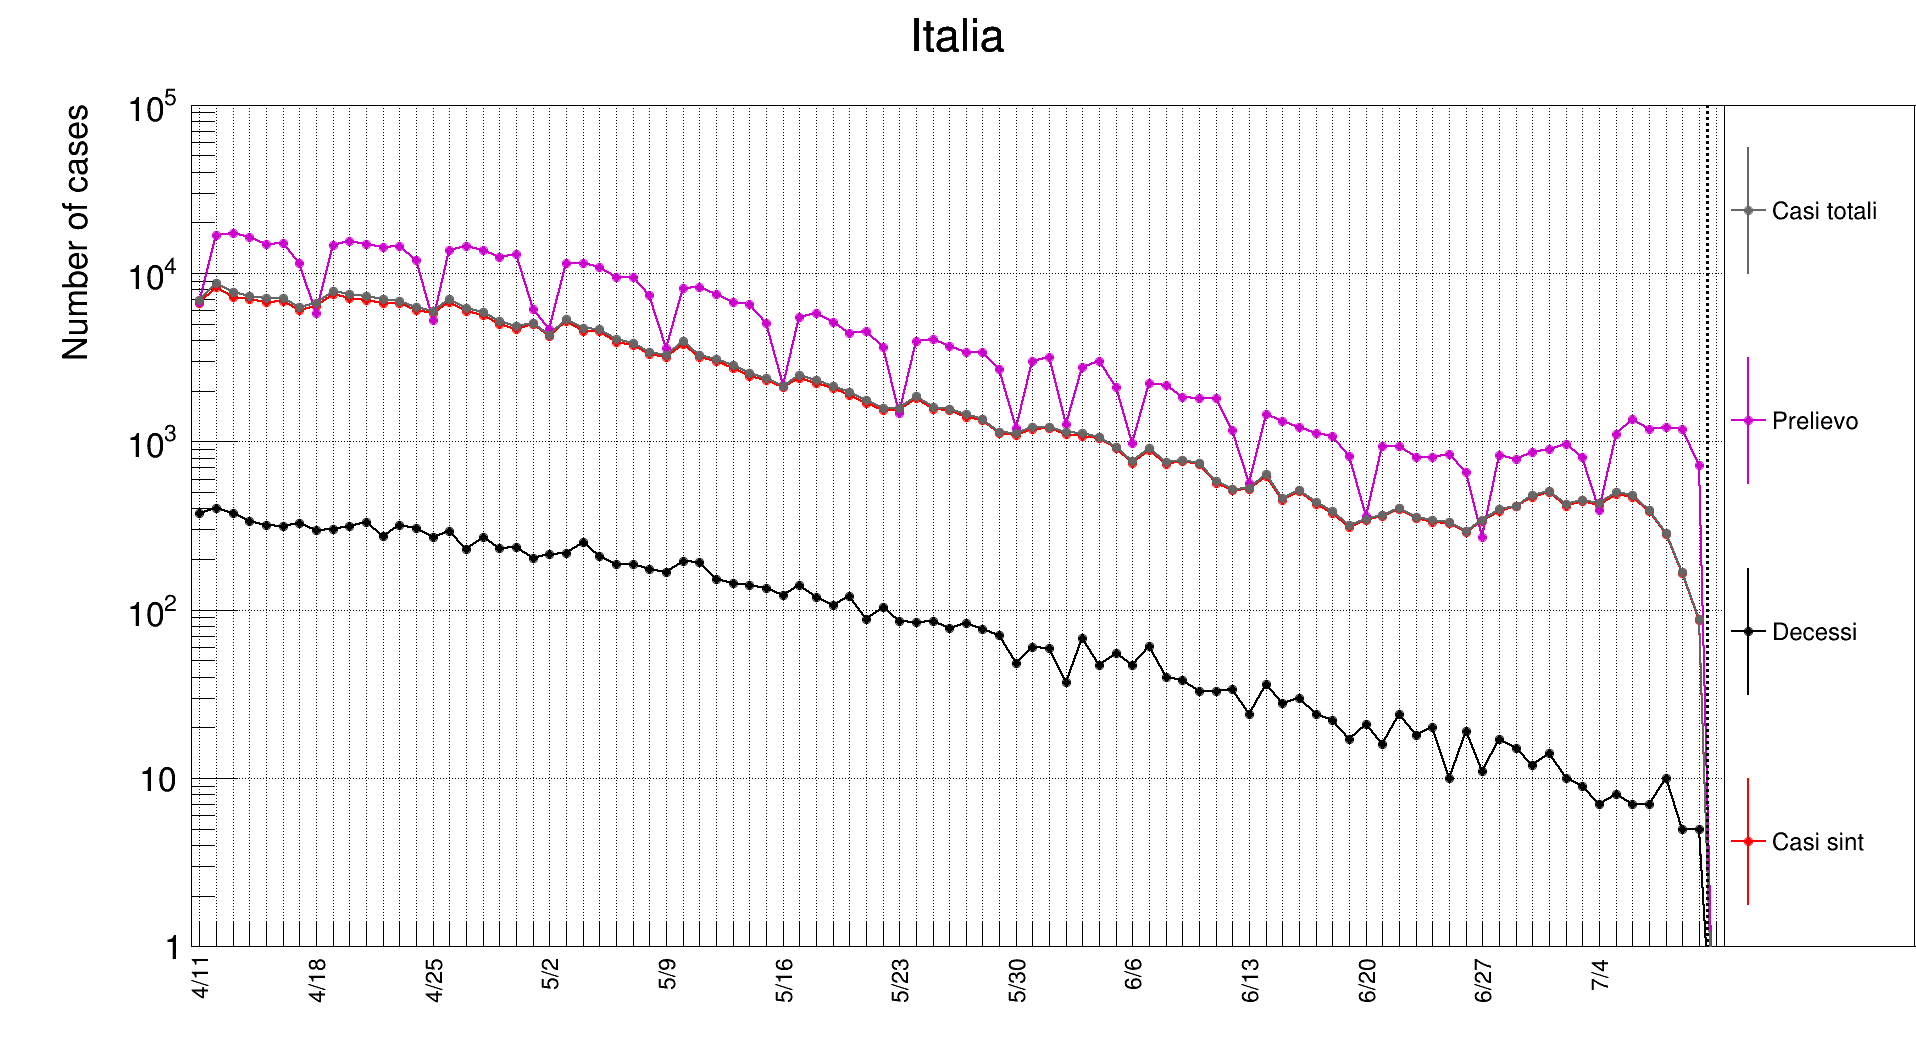 Italia
Number of cases
10^5
10^4
10^3
10^2
10
1
4/11 4/18 4/25 5/2 5/9 5/16 5/23 5/30 6/6 6/13 6/20 6/27 7/4
Casi totali
Prelievo
Decessi
Casi sint